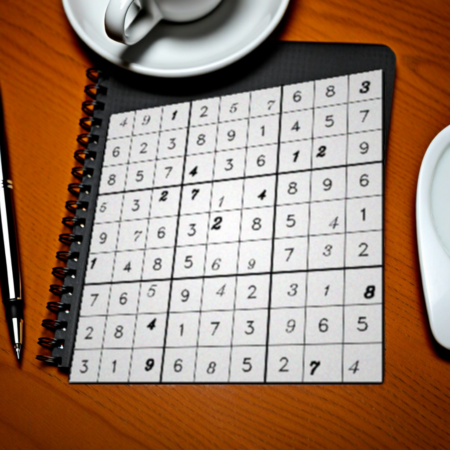 4 9 1 2 5 7 6 8 3
6 2 3 8 9 1 4 5 7
8 5 7 4 3 6 1 2 9
5 3 2 7 1 4 8 9 6
9 7 6 3 2 8 5 4 1
1 4 8 5 6 9 7 3 2
7 6 5 9 4 2 3 1 8
2 8 4 1 7 3 9 6 5
3 1 9 6 8 5 2 7 4